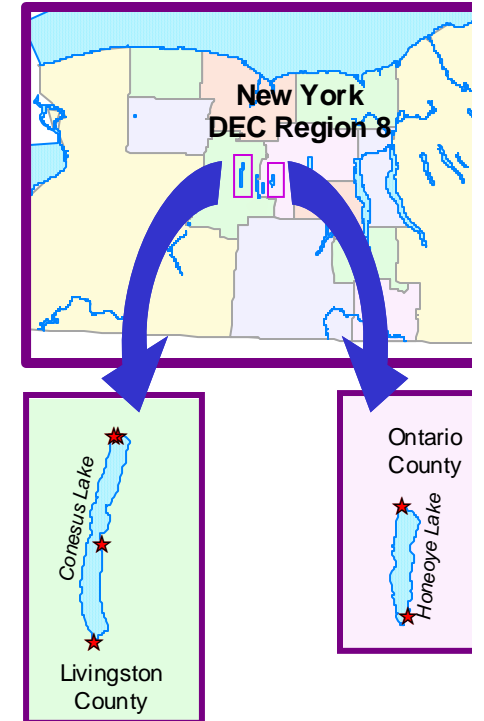 New York
DEC Region 8
Conesus Lake
Livingston
County
Ontario
County
Honeoye Lake